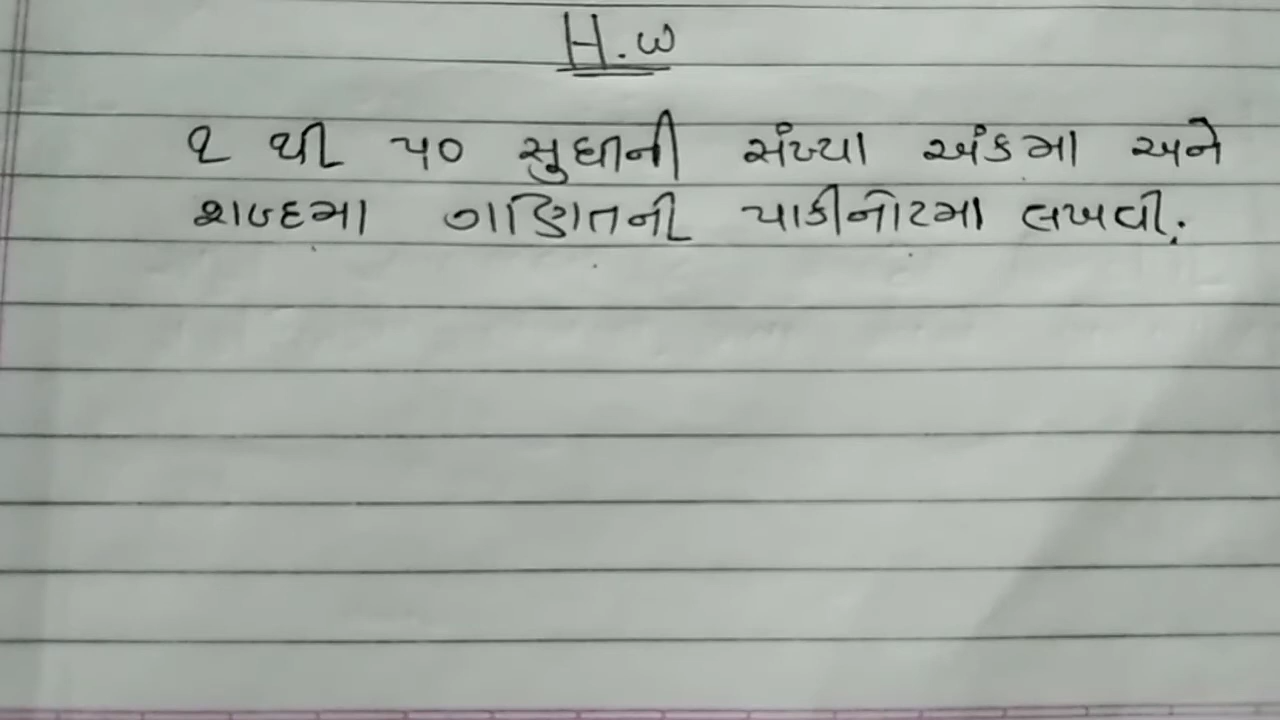 H.W
૧ થી ૫૦ સુધીની સંખ્યા અંકમા અને
શબ્દમા ગણિતની પાકીનોટમા લખવી.